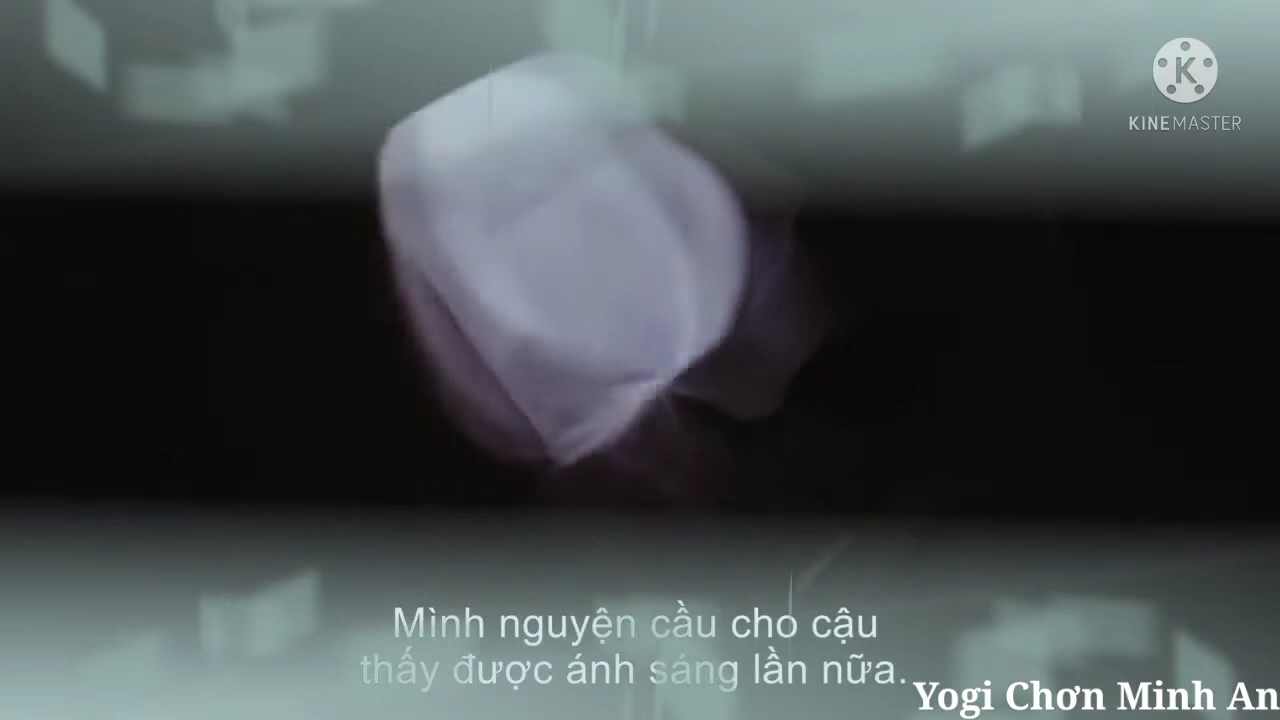 KINEMASTER
Mình nguyện cầu cho cậu
thấy được ánh sáng lần nữa.
Yogi Chơn Minh An